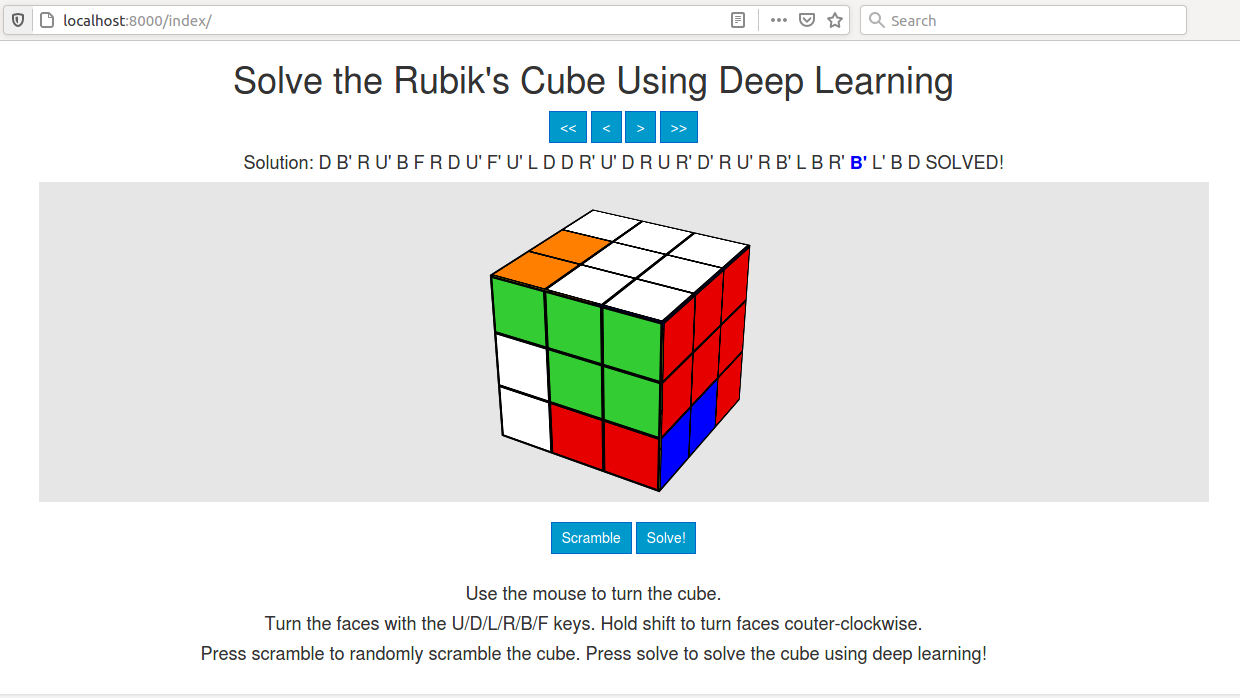 localhost:8000/index/
Search
Solve the Rubik's Cube Using Deep Learning
<< < > >>
Solution: D B' R U' B F R D U' F' U' L D D R' U' D R U R' D' R U' R B' L B R' B' L' B D SOLVED!
Scramble Solve!
Use the mouse to turn the cube.
Turn the faces with the U/D/L/R/B/F keys. Hold shift to turn faces couter-clockwise.
Press scramble to randomly scramble the cube. Press solve to solve the cube using deep learning!